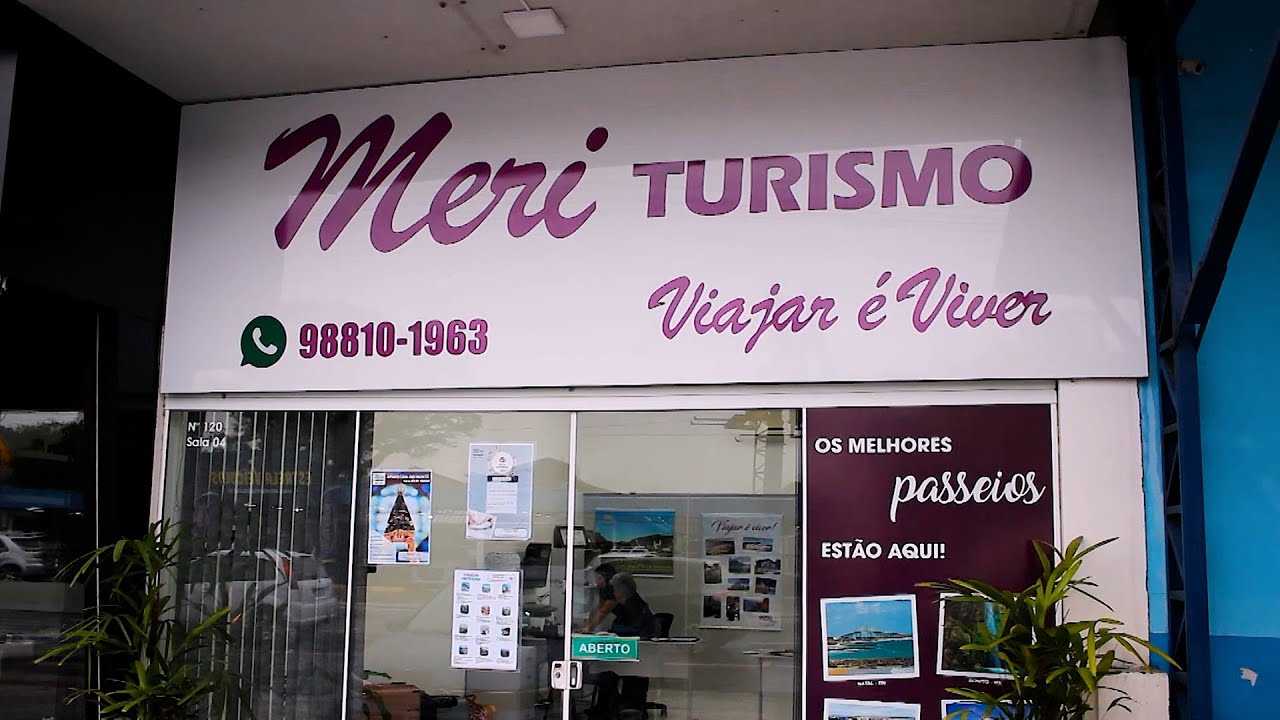 Meri TURISMO
Viajar é Viver
98810-1963
Nº 120
Sala 04
OS MELHORES
passeios
ESTÃO AQUI!
Viajar é viver!
ABERTO